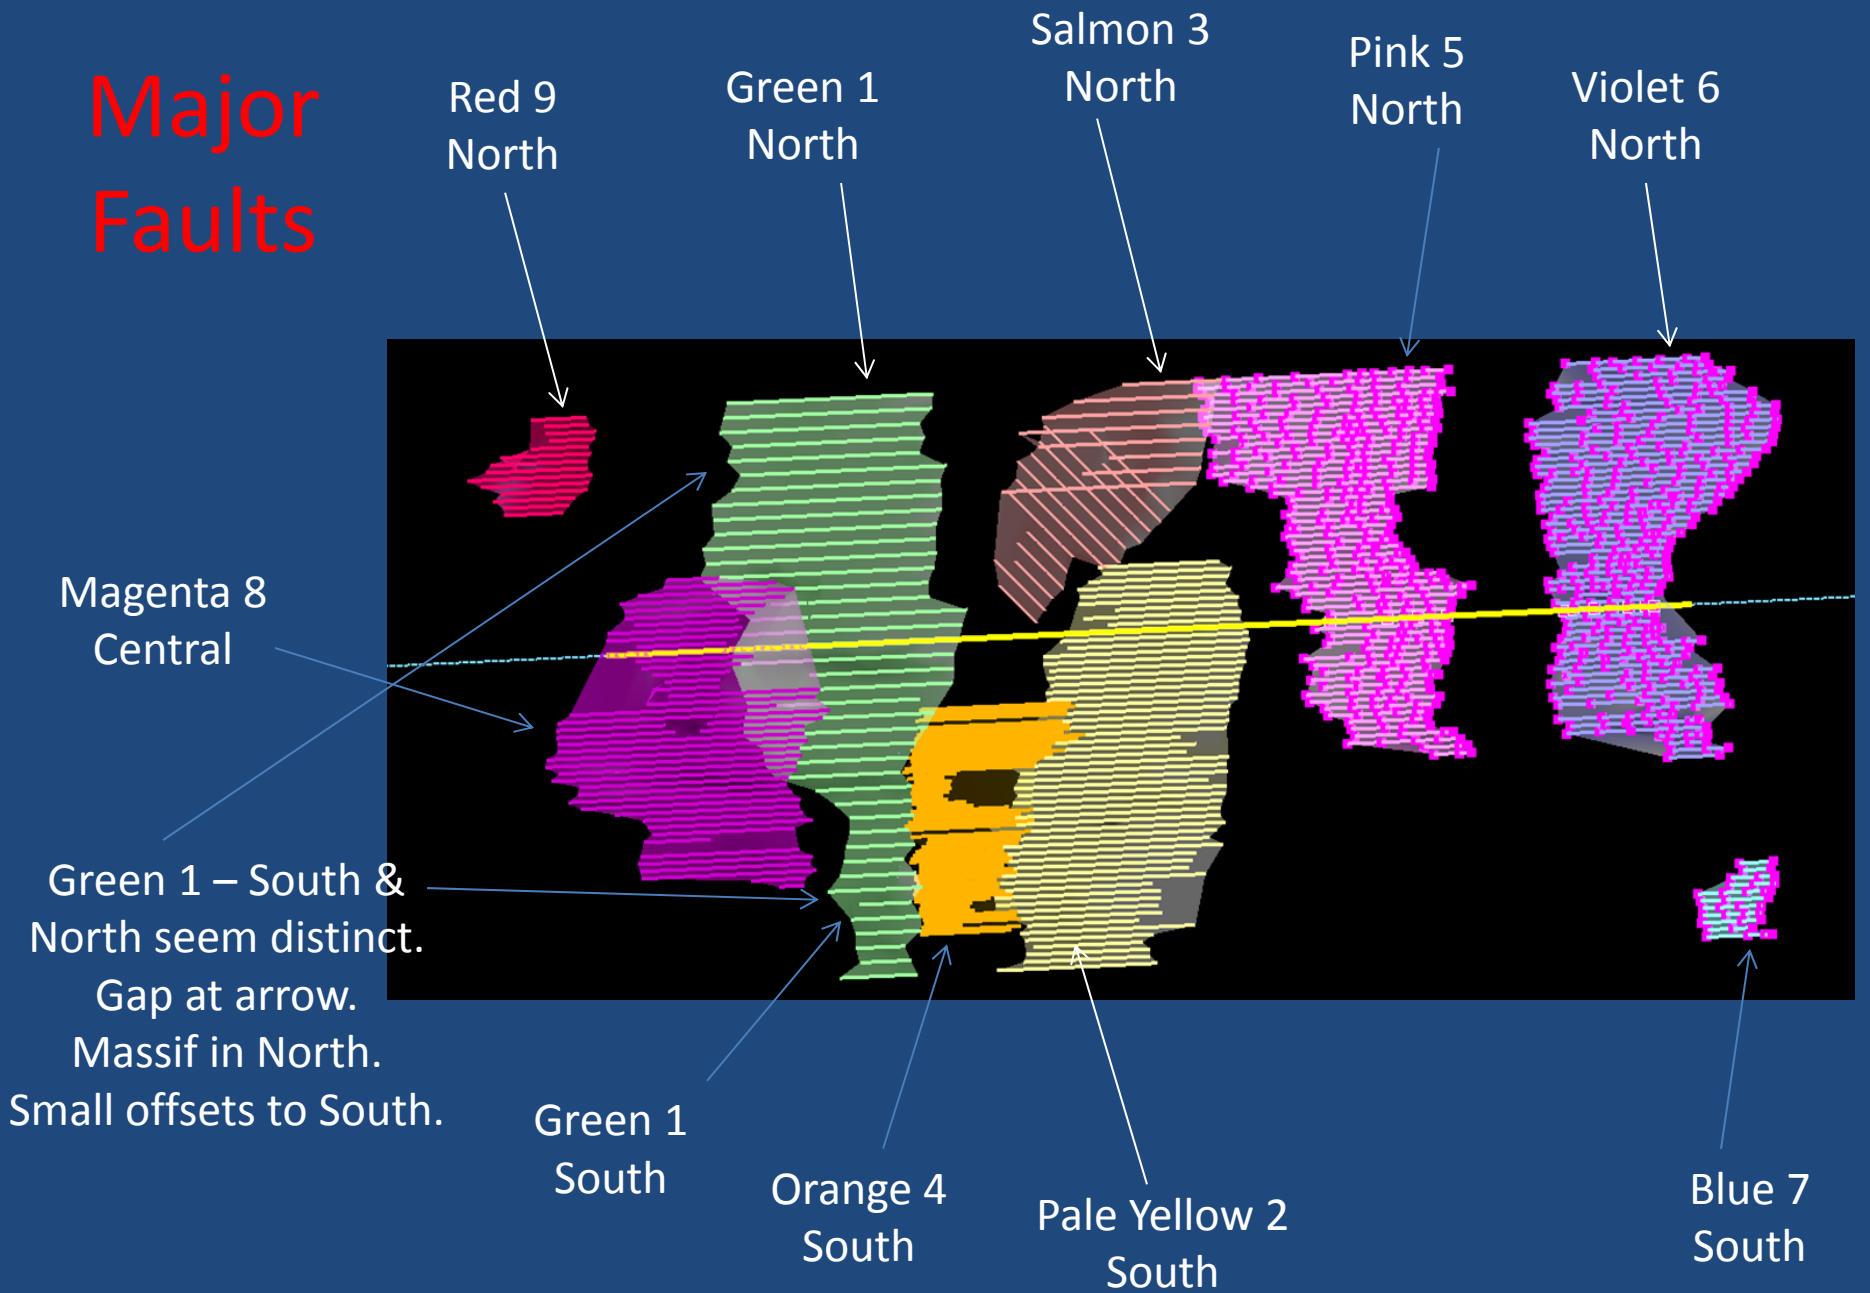 Major
Faults
Red 9
North
Green 1
North
Salmon 3
North
Pink 5
North
Violet 6
North
Magenta 8
Central
Green 1 – South &
North seem distinct.
Gap at arrow.
Massif in North.
Small offsets to South.
Green 1
South
Orange 4
South
Pale Yellow 2
South
Blue 7
South